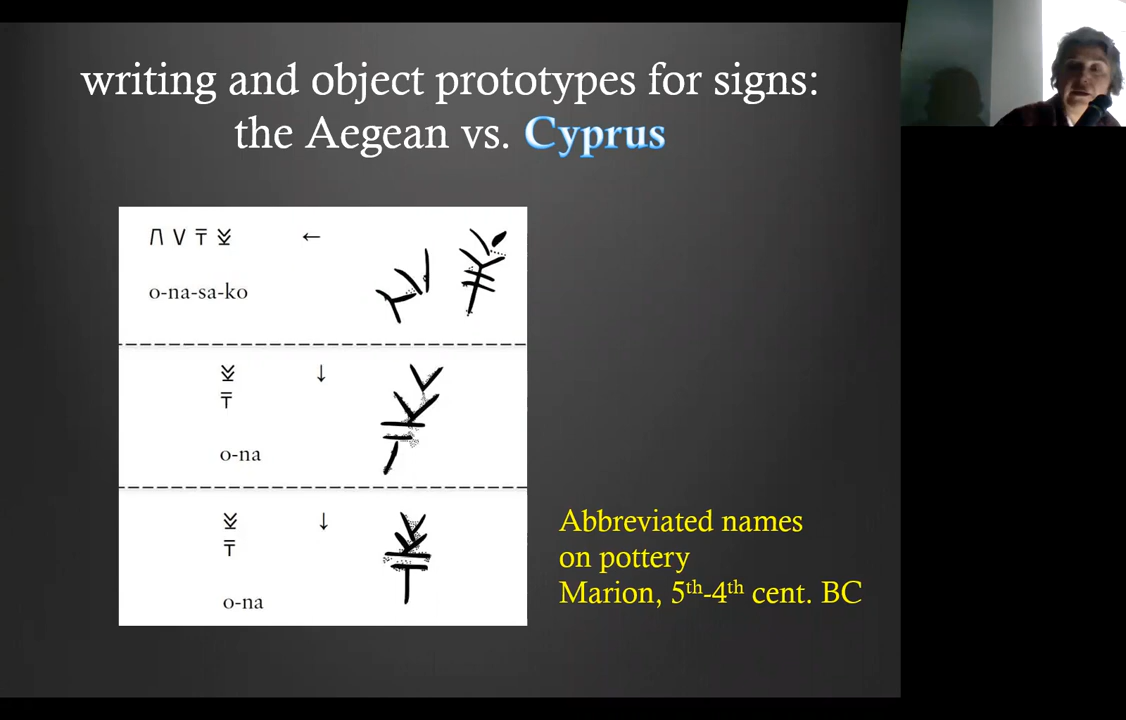 writing and object prototypes for signs:
the Aegean vs. Cyprus
←
o-na-sa-ko
↓
o-na
↓
o-na
Abbreviated names
on pottery
Marion, 5th-4th cent. BC